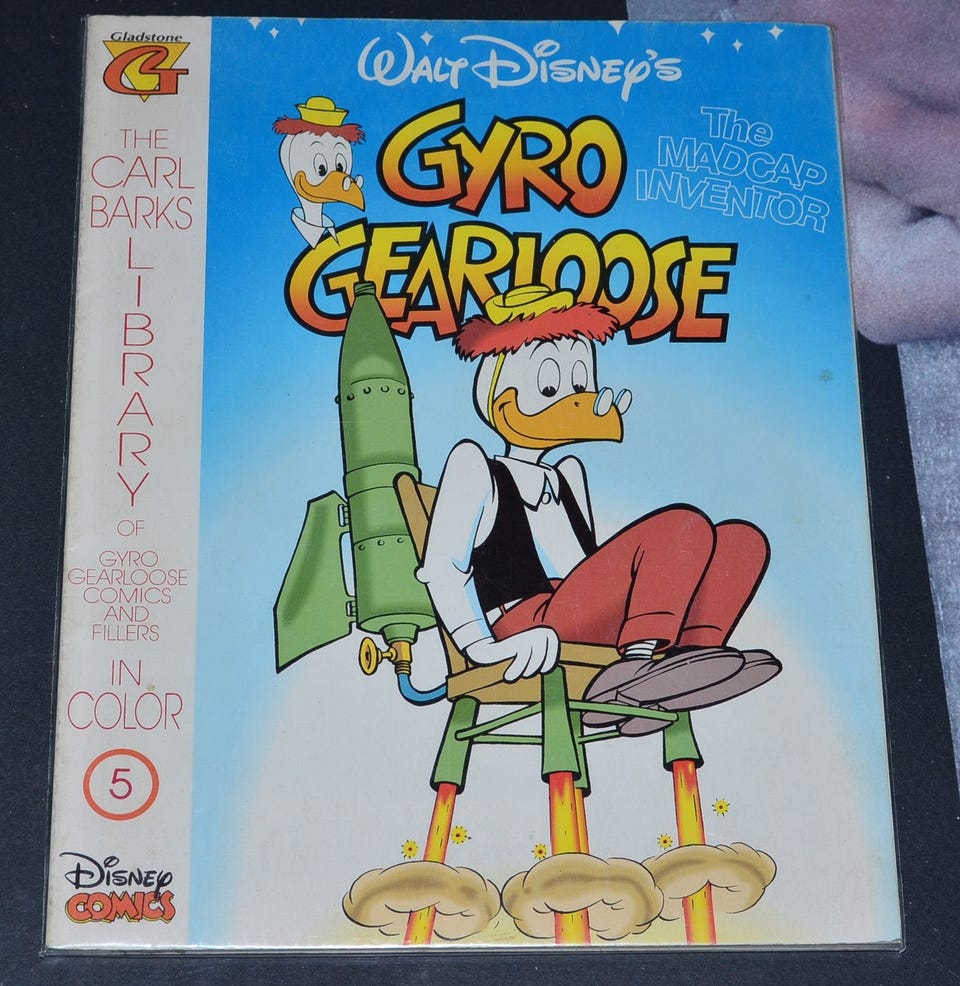 Gladstone
G
THE
CARL
BARKS
LIBRARY
OF
GYRO
GEARLOOSE
COMICS
AND
FILLERS
IN
COLOR
5
DISNEY
COMICS
WALT DISNEY'S
GYRO
GEARLOOSE
The
MADCAP
INVENTOR